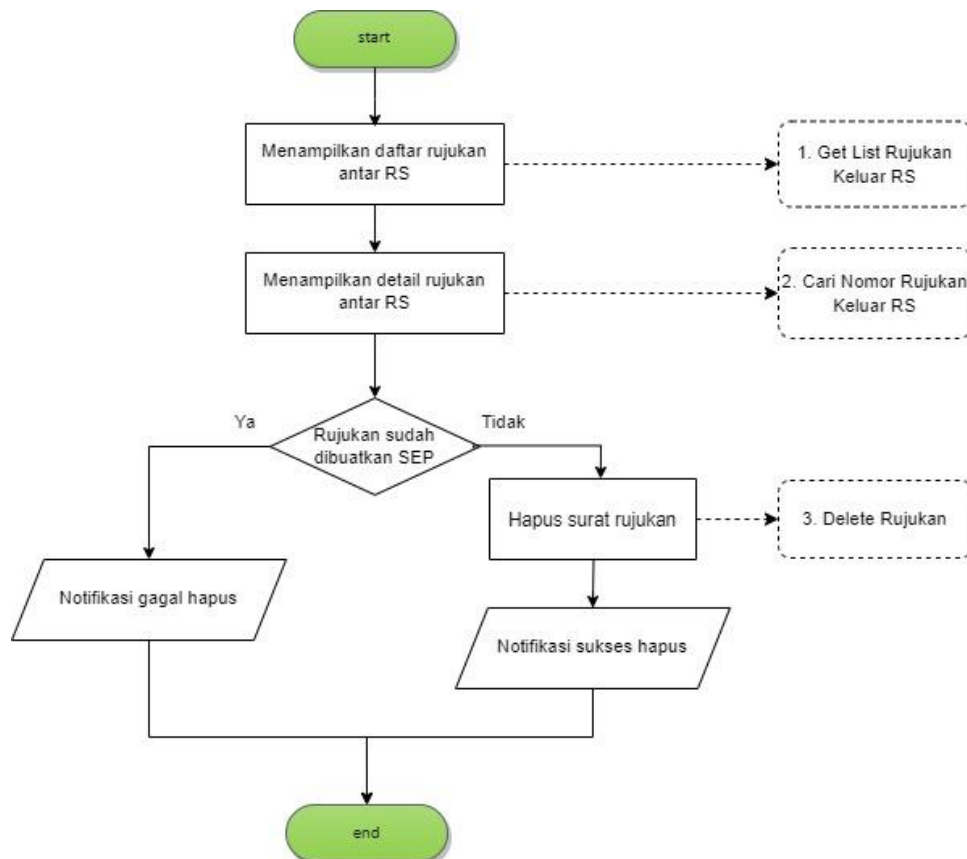 start
Menampilkan daftar rujukan
antar RS
1. Get List Rujukan
Keluar RS
Menampilkan detail rujukan
antar RS
2. Cari Nomor Rujukan
Keluar RS
Ya
Tidak
Rujukan sudah
dibuatkan SEP
Hapus surat rujukan
3. Delete Rujukan
Notifikasi gagal hapus
Notifikasi sukses hapus
end